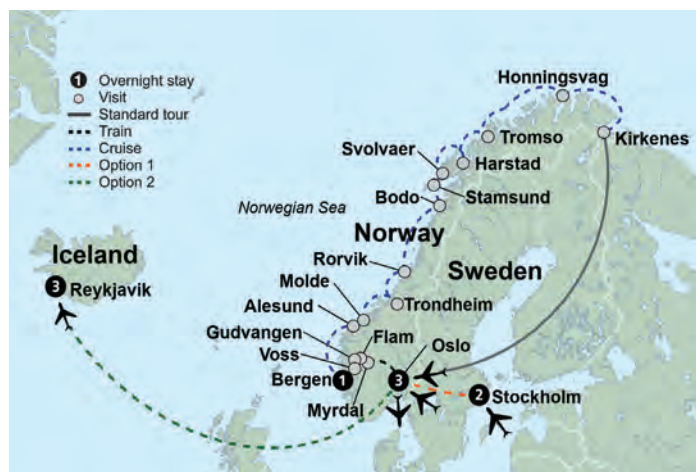 1 Overnight stay
Visit
Standard tour
Train
Cruise
Option 1
Option 2
Honningsvag
Tromso
Kirkenes
Svolvaer
Harstad
Bodo
Stamsund
Norwegian Sea
Norway
Iceland
3 Reykjavik
Rorvik
Sweden
Molde
Alesund
Trondheim
Gudvangen
Flam
Oslo
Voss
Bergen 1
3
2 Stockholm
Myrdal